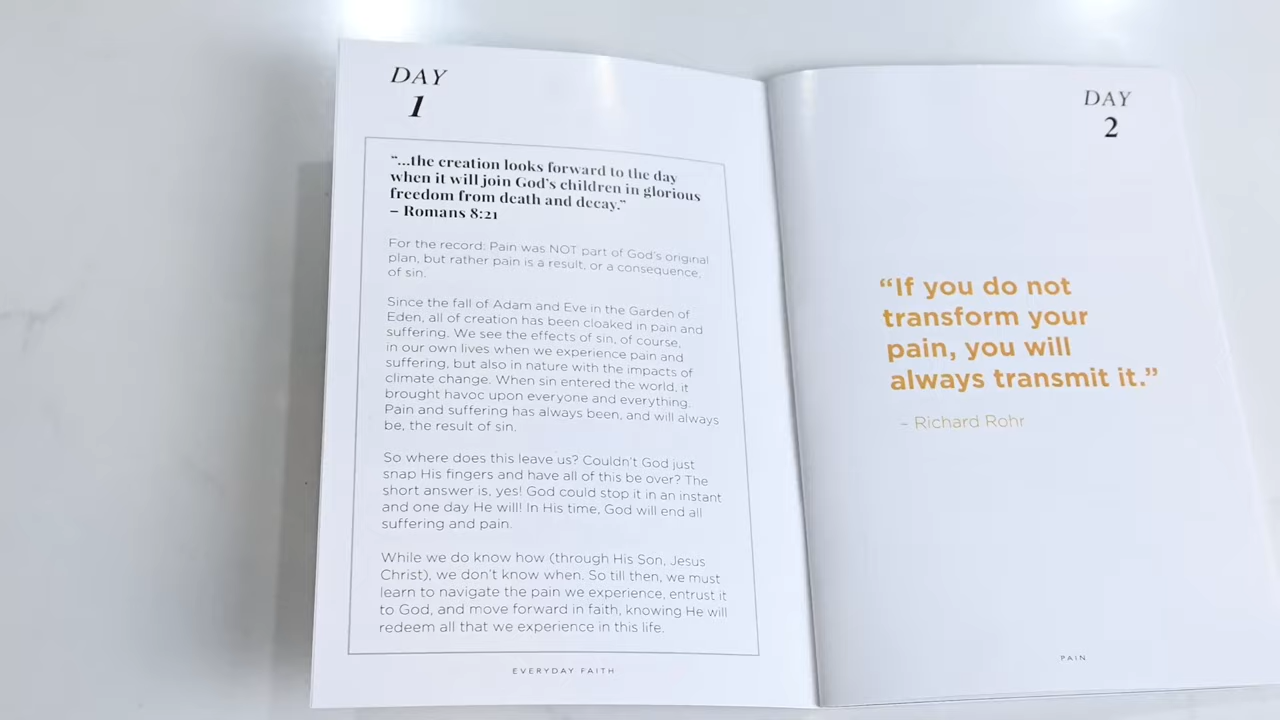 DAY
1
“...the creation looks forward to the day
when it will join God’s children in glorious
freedom from death and decay.”
– Romans 8:21
For the record: Pain was NOT part of God’s original
plan, but rather pain is a result, or a consequence,
of sin.
Since the fall of Adam and Eve in the Garden of
Eden, all of creation has been cloaked in pain and
suffering. We see the effects of sin, of course,
in our own lives when we experience pain and
suffering, but also in nature with the impacts of
climate change. When sin entered the world, it
brought havoc upon everyone and everything.
Pain and suffering has always been, and will always
be, the result of sin.
So where does this leave us? Couldn’t God just
snap His fingers and have all of this be over? The
short answer is, yes! God could stop it in an instant
and one day He will! In His time, God will end all
suffering and pain.
While we do know how (through His Son, Jesus
Christ), we don’t know when. So till then, we must
learn to navigate the pain we experience, entrust it
to God, and move forward in faith, knowing He will
redeem all that we experience in this life.
EVERYDAY FAITH
DAY
2
“If you do not
transform your
pain, you will
always transmit it.”
– Richard Rohr
PAIN